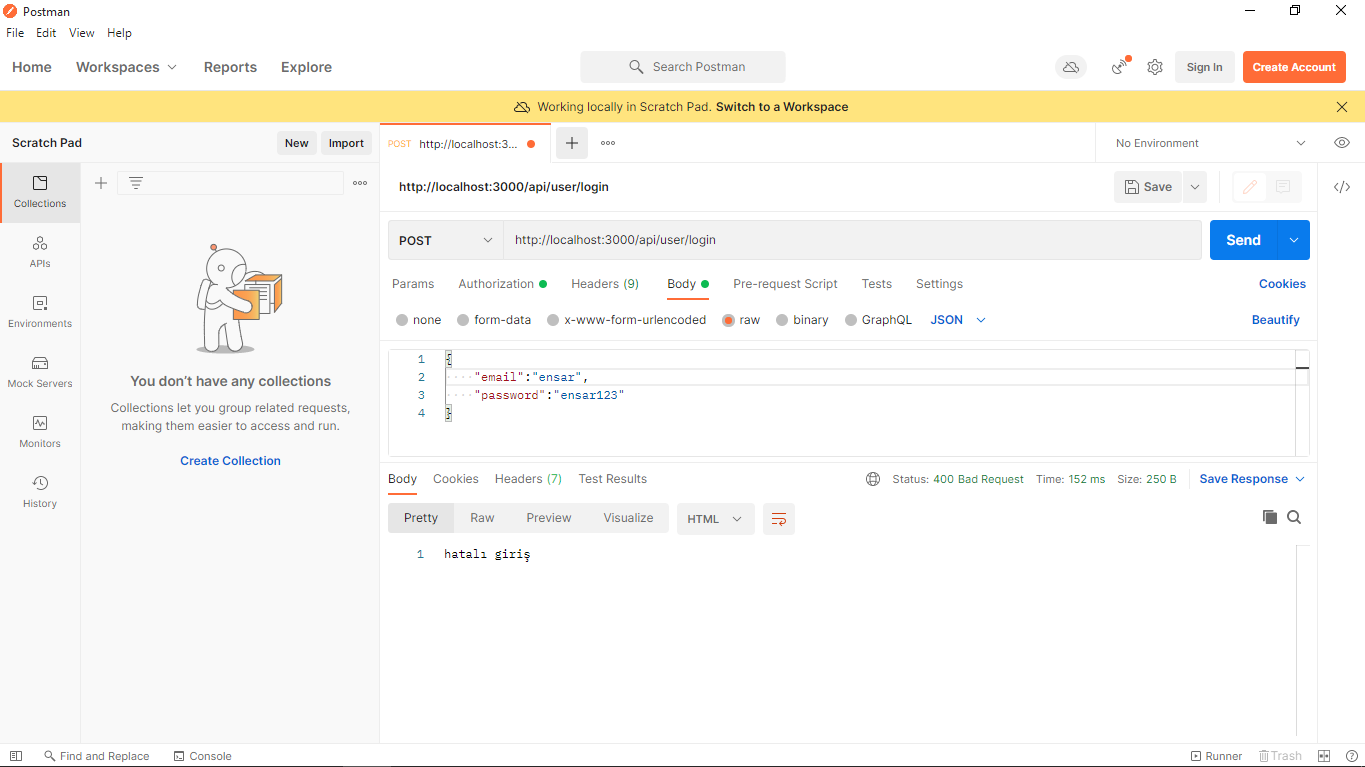 Postman
File Edit View Help
Home Workspaces Reports Explore Search Postman Sign In Create Account
Working locally in Scratch Pad. Switch to a Workspace
Scratch Pad New Import POST http://localhost:3... No Environment
Collections
APIs
Environments
Mock Servers
Monitors
History
You don't have any collections
Collections let you group related requests,
making them easier to access and run.
Create Collection
http://localhost:3000/api/user/login Save
POST http://localhost:3000/api/user/login Send
Params Authorization Headers (9) Body Pre-request Script Tests Settings Cookies
none form-data x-www-form-urlencoded raw binary GraphQL JSON Beautify
1 {
2 "email":"ensar",
3 "password":"ensar123"
4 }
Body Cookies Headers (7) Test Results Status: 400 Bad Request Time: 152 ms Size: 250 B Save Response
Pretty Raw Preview Visualize HTML
1 hatalı giriş
Find and Replace Console Runner Trash